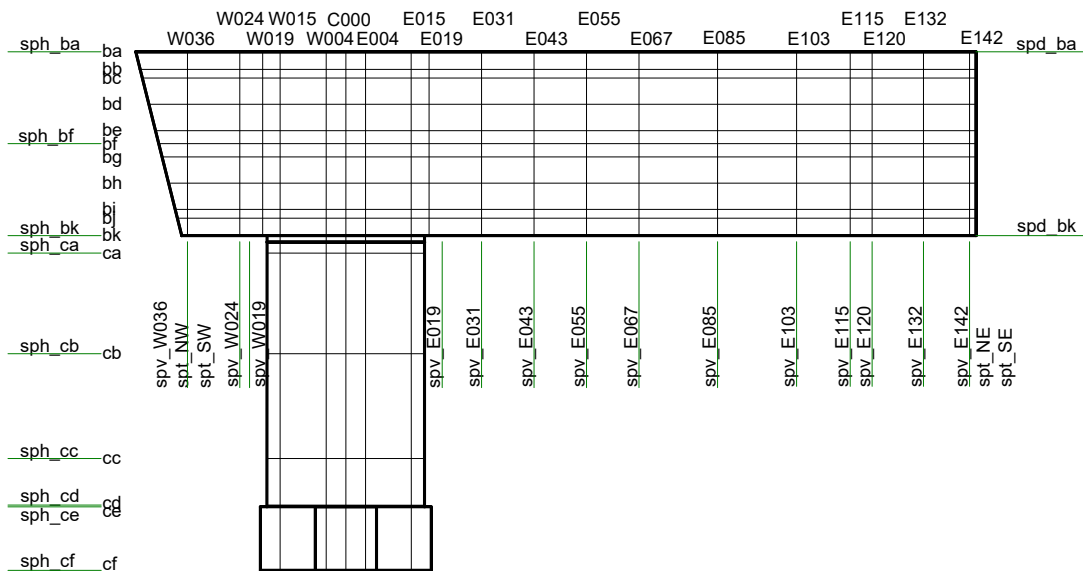 W024 W015 C000 E015 E031 E055 E115 E132
sph_ba ba W036 W019 W004 E004 E019 E043 E067 E085 E103 E120 E142 spd_ba
bb
bc
bd
be
sph_bf bf
bg
bh
bi
bj
sph_bk bk spd_bk
sph_ca ca
spv_W036
spt_NW
spt_SW
spv_W024
spv_W019
spv_E019
spv_E031
spv_E043
spv_E055
spv_E067
spv_E085
spv_E103
spv_E115
spv_E120
spv_E132
spv_E142
spt_NE
spt_SE
sph_cb cb
sph_cc cc
sph_cd cd
sph_ce ce
sph_cf cf